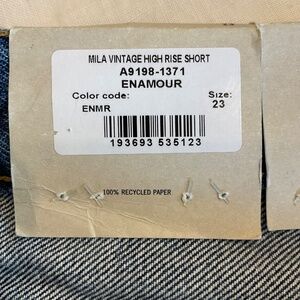 MILA VINTAGE HIGH RISE SHORT
A9198-1371
ENAMOUR
Color code: Size:
ENMR 23
193693 535123
100% RECYCLED PAPER